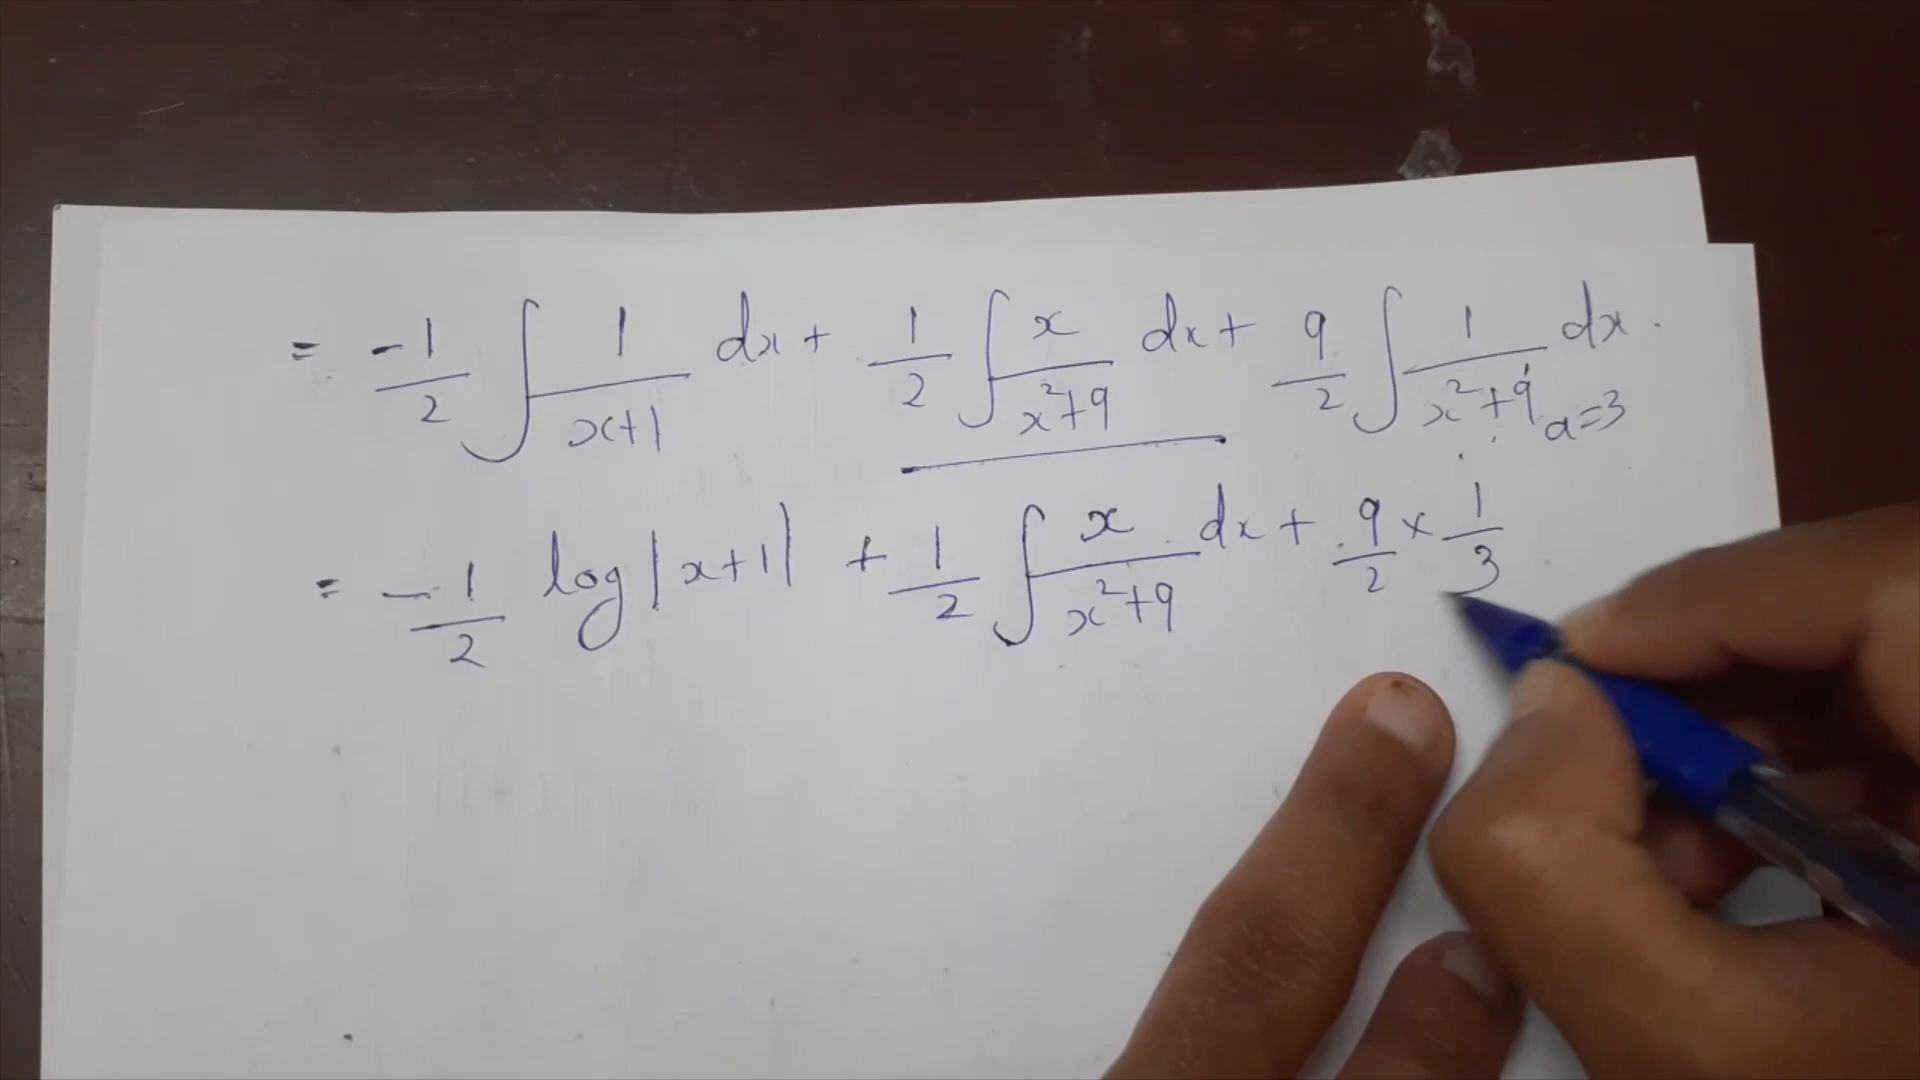 = -1/2 ∫ 1/(x+1) dx + 1/2 ∫ x/(x²+9) dx + 9/2 ∫ 1/(x²+9) dx.
a=3
= -1/2 log|x+1| + 1/2 ∫ x/(x²+9) dx + 9/2 × 1/3